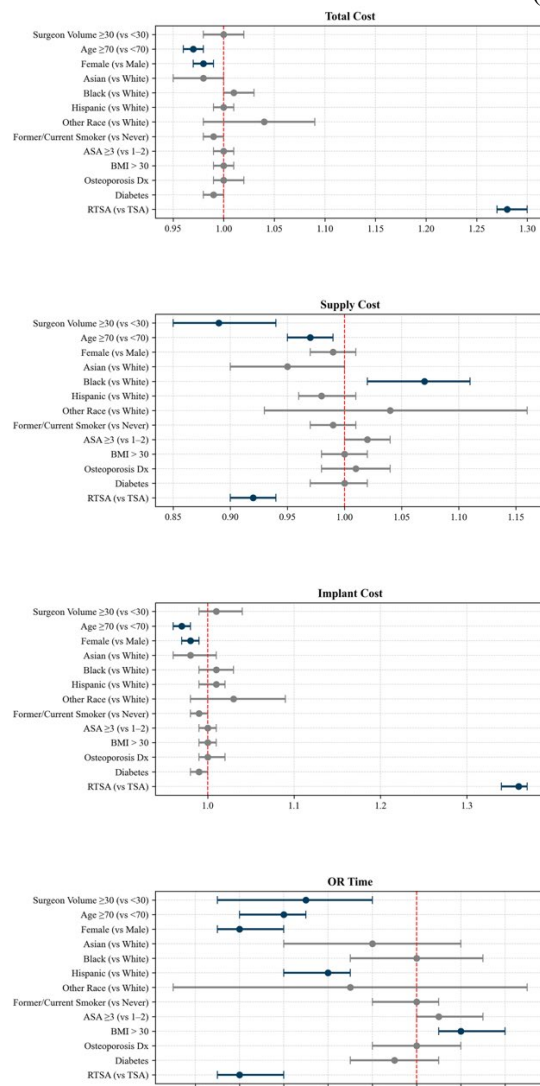 Total Cost
Surgeon Volume ≥30 (vs <30)
Age ≥70 (vs <70)
Female (vs Male)
Asian (vs White)
Black (vs White)
Hispanic (vs White)
Other Race (vs White)
Former/Current Smoker (vs Never)
ASA ≥3 (vs 1–2)
BMI > 30
Osteoporosis Dx
Diabetes
RTSA (vs TSA)
0.95 1.00 1.05 1.10 1.15 1.20 1.25 1.30
Supply Cost
Surgeon Volume ≥30 (vs <30)
Age ≥70 (vs <70)
Female (vs Male)
Asian (vs White)
Black (vs White)
Hispanic (vs White)
Other Race (vs White)
Former/Current Smoker (vs Never)
ASA ≥3 (vs 1–2)
BMI > 30
Osteoporosis Dx
Diabetes
RTSA (vs TSA)
0.85 0.90 0.95 1.00 1.05 1.10 1.15
Implant Cost
Surgeon Volume ≥30 (vs <30)
Age ≥70 (vs <70)
Female (vs Male)
Asian (vs White)
Black (vs White)
Hispanic (vs White)
Other Race (vs White)
Former/Current Smoker (vs Never)
ASA ≥3 (vs 1–2)
BMI > 30
Osteoporosis Dx
Diabetes
RTSA (vs TSA)
1.0 1.1 1.2 1.3
OR Time
Surgeon Volume ≥30 (vs <30)
Age ≥70 (vs <70)
Female (vs Male)
Asian (vs White)
Black (vs White)
Hispanic (vs White)
Other Race (vs White)
Former/Current Smoker (vs Never)
ASA ≥3 (vs 1–2)
BMI > 30
Osteoporosis Dx
Diabetes
RTSA (vs TSA)